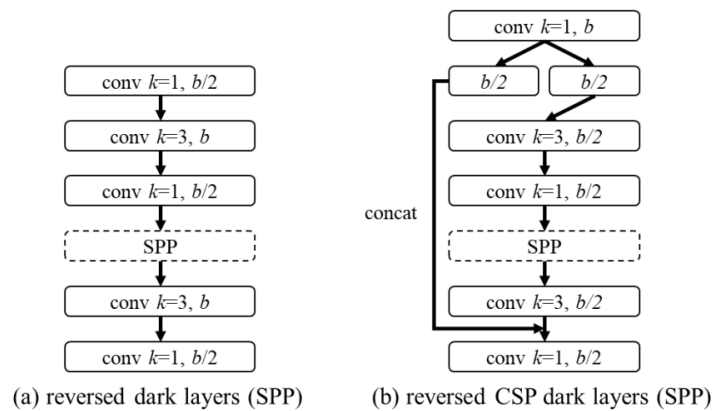 conv k=1, b/2
conv k=3, b
conv k=1, b/2
SPP
conv k=3, b
conv k=1, b/2
(a) reversed dark layers (SPP)
conv k=1, b
b/2
b/2
conv k=3, b/2
conv k=1, b/2
concat
SPP
conv k=3, b/2
conv k=1, b/2
(b) reversed CSP dark layers (SPP)